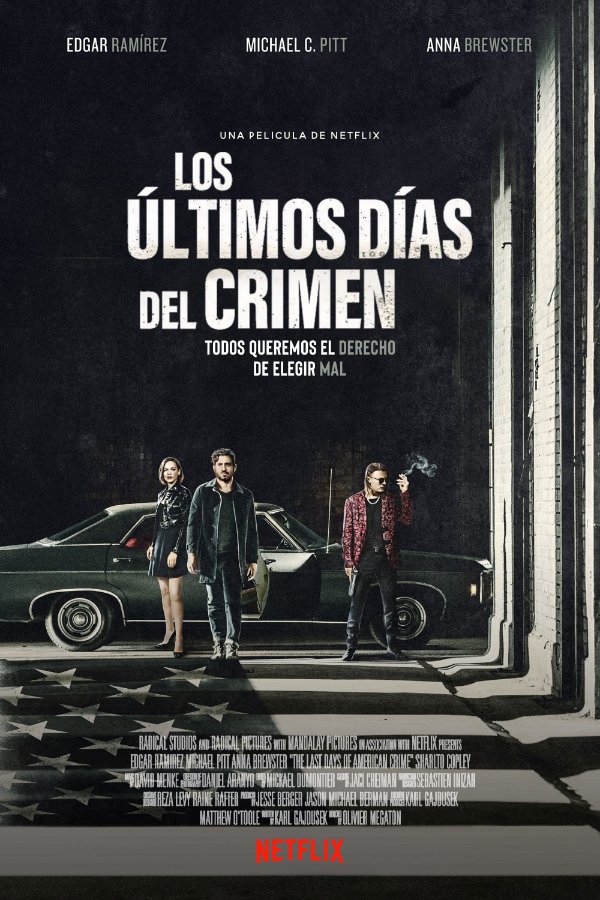 EDGAR RAMÍREZ MICHAEL C. PITT ANNA BREWSTER
UNA PELICULA DE NETFLIX
LOS
ÚLTIMOS DÍAS
DEL CRIMEN
TODOS QUEREMOS EL DERECHO
DE ELEGIR MAL
RADICAL STUDIOS AND RADICAL PICTURES WITH MANDALAY PICTURES IN ASSOCIATION WITH NETFLIX PRESENTS
EDGAR RAMIREZ MICHAEL PITT ANNA BREWSTER "THE LAST DAYS OF AMERICAN CRIME" SHARLTO COPLEY
DAVID MENKE DANIEL ARANYO MICKAEL DUMONTIER JACI CHEIMAN SEBASTIEN INIZAN
REZA LEVY RAINE RAFFEN JESSE BERGER JASON MICHAEL BERMAN KARL GAJDUSEK
MATTHEW O'TOOLE KARL GAJDUSEK OLIVIER MEGATON
NETFLIX